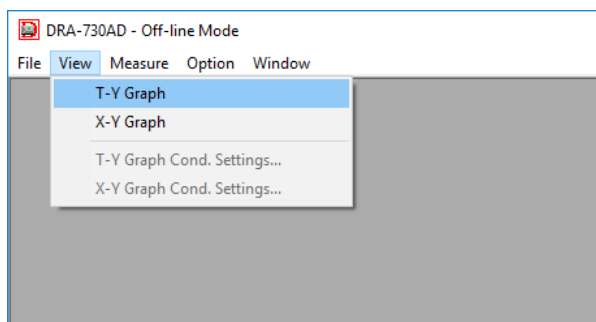 DRA-730AD - Off-line Mode
File View Measure Option Window
T-Y Graph
X-Y Graph
T-Y Graph Cond. Settings...
X-Y Graph Cond. Settings...